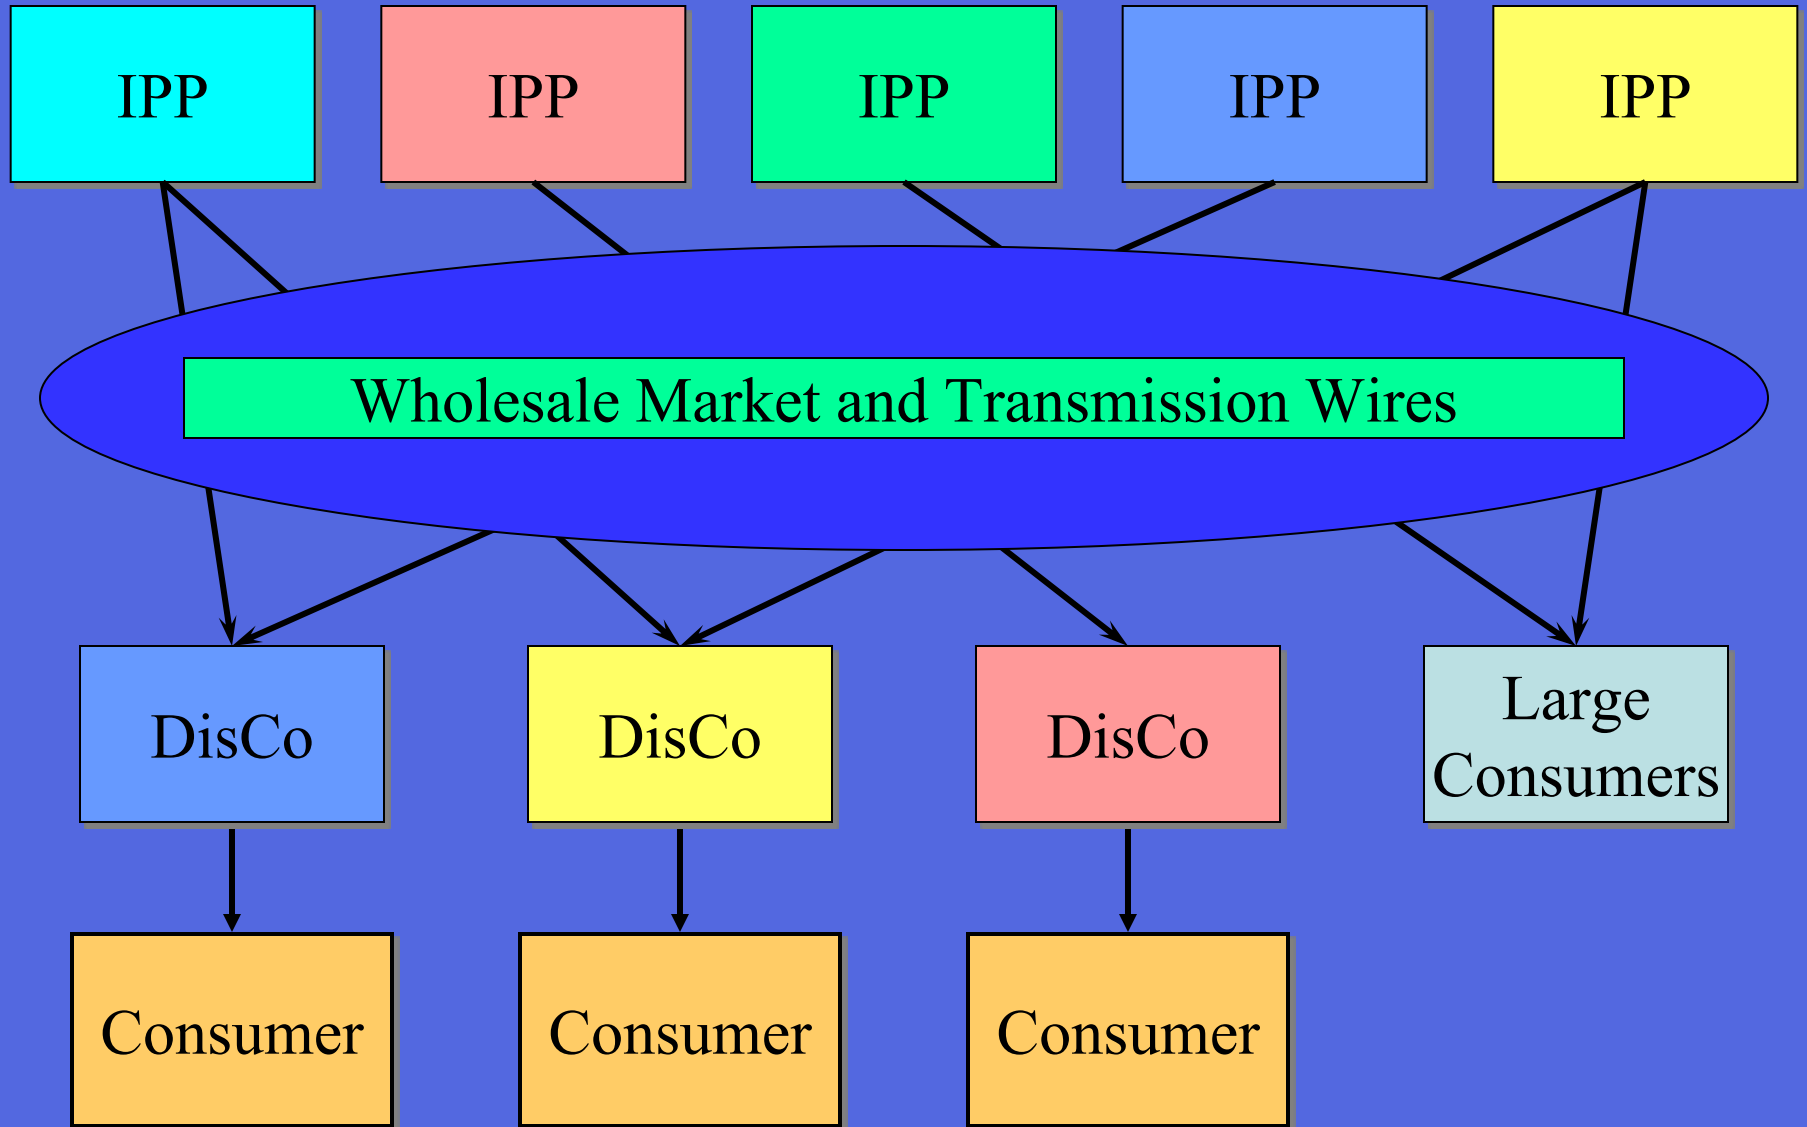 IPP
IPP
IPP
IPP
IPP
Wholesale Market and Transmission Wires
DisCo
DisCo
DisCo
Large
Consumers
Consumer
Consumer
Consumer